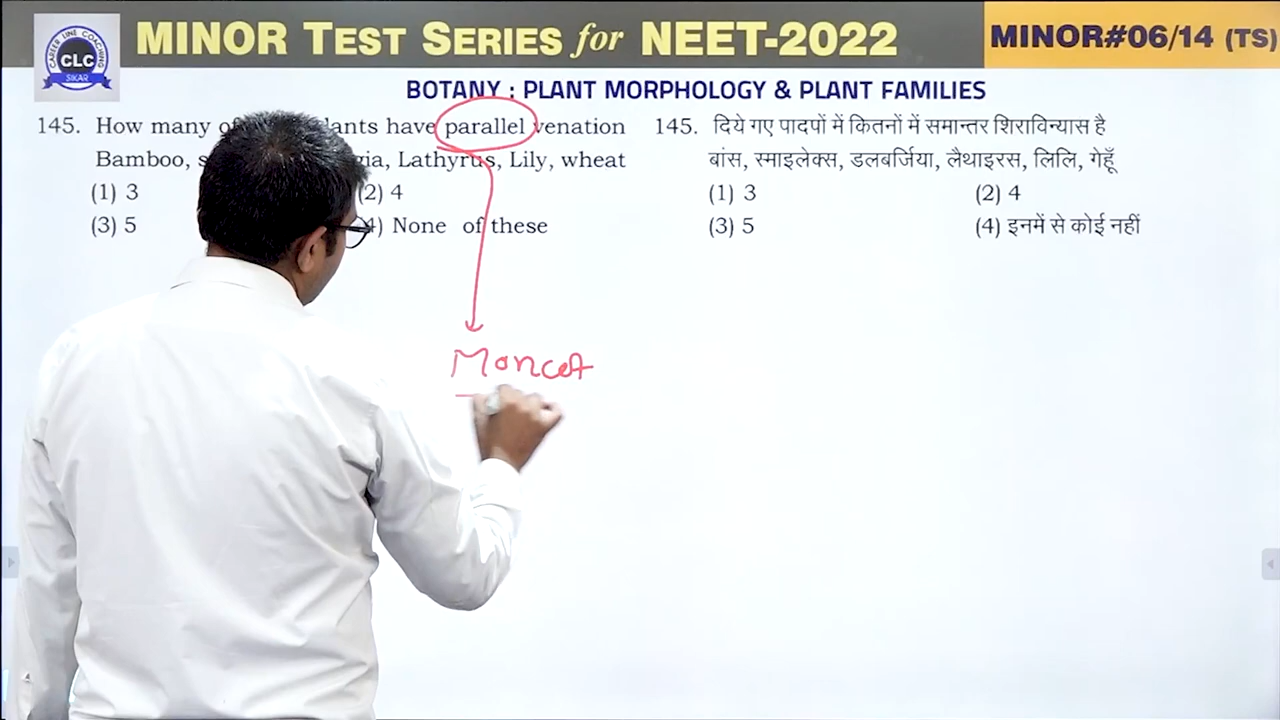 MINOR TEST SERIES for NEET-2022
MINOR#06/14 (TS)
CAREER LINE COACHING
CLC
SIKAR
BOTANY : PLANT MORPHOLOGY & PLANT FAMILIES
145. How many of lants have parallel venation
Bamboo, s gia, Lathyrus, Lily, wheat
(1) 3 (2) 4
(3) 5 4) None of these
145. दिये गए पादपों में कितनों में समान्तर शिराविन्यास है
बांस, स्माइलेक्स, डलबर्जिया, लैथाइरस, लिलि, गेहूँ
(1) 3 (2) 4
(3) 5 (4) इनमें से कोई नहीं